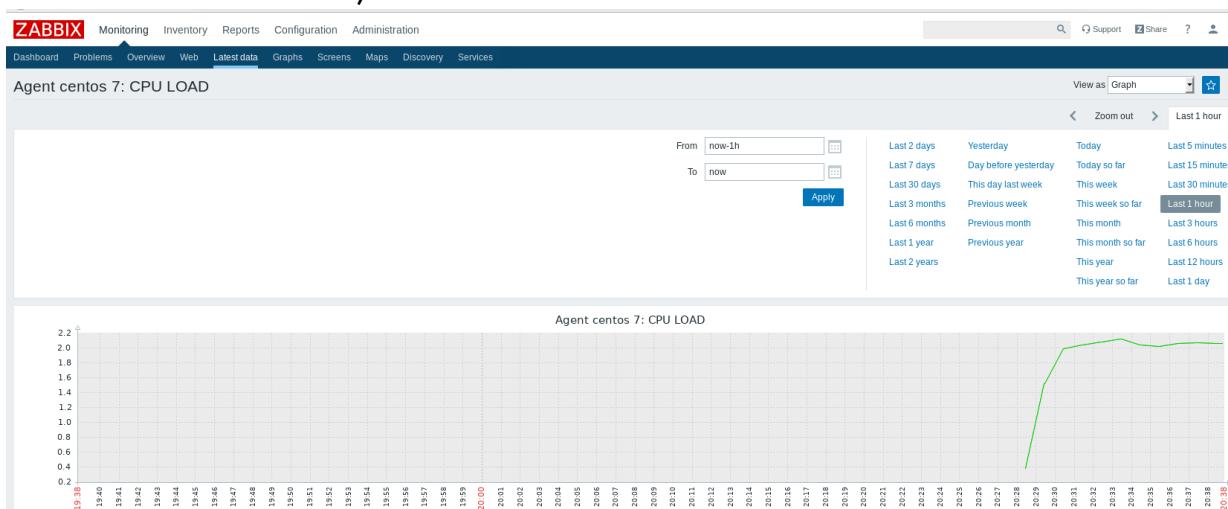 ZABBIX Monitoring Inventory Reports Configuration Administration Support Z Share ?
Dashboard Problems Overview Web Latest data Graphs Screens Maps Discovery Services
Agent centos 7: CPU LOAD View as Graph
Zoom out Last 1 hour
From now-1h Last 2 days Yesterday Today Last 5 minutes
To now Last 7 days Day before yesterday Today so far Last 15 minute
Last 30 days This day last week This week Last 30 minute
Apply Last 3 months Previous week This week so far Last 1 hour
Last 6 months Previous month This month Last 3 hours
Last 1 year Previous year This month so far Last 6 hours
Last 2 years This year Last 12 hours
This year so far Last 1 day
Agent centos 7: CPU LOAD
2.2
2.0
1.8
1.6
1.4
1.2
1.0
0.8
0.6
0.4
0.2
19:38 19:40 19:41 19:42 19:43 19:44 19:45 19:46 19:47 19:48 19:49 19:50 19:51 19:52 19:53 19:54 19:55 19:56 19:57 19:58 19:59 20:00 20:01 20:02 20:03 20:04 20:05 20:06 20:07 20:08 20:09 20:10 20:11 20:12 20:13 20:14 20:15 20:16 20:17 20:18 20:19 20:20 20:21 20:22 20:23 20:24 20:25 20:26 20:27 20:28 20:29 20:30 20:31 20:32 20:33 20:34 20:35 20:36 20:37 20:38 20:38